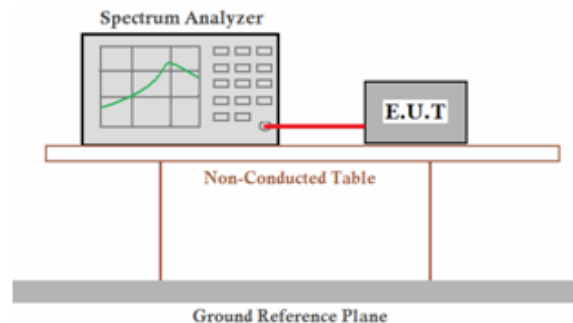 Spectrum Analyzer
E.U.T
Non-Conducted Table
Ground Reference Plane